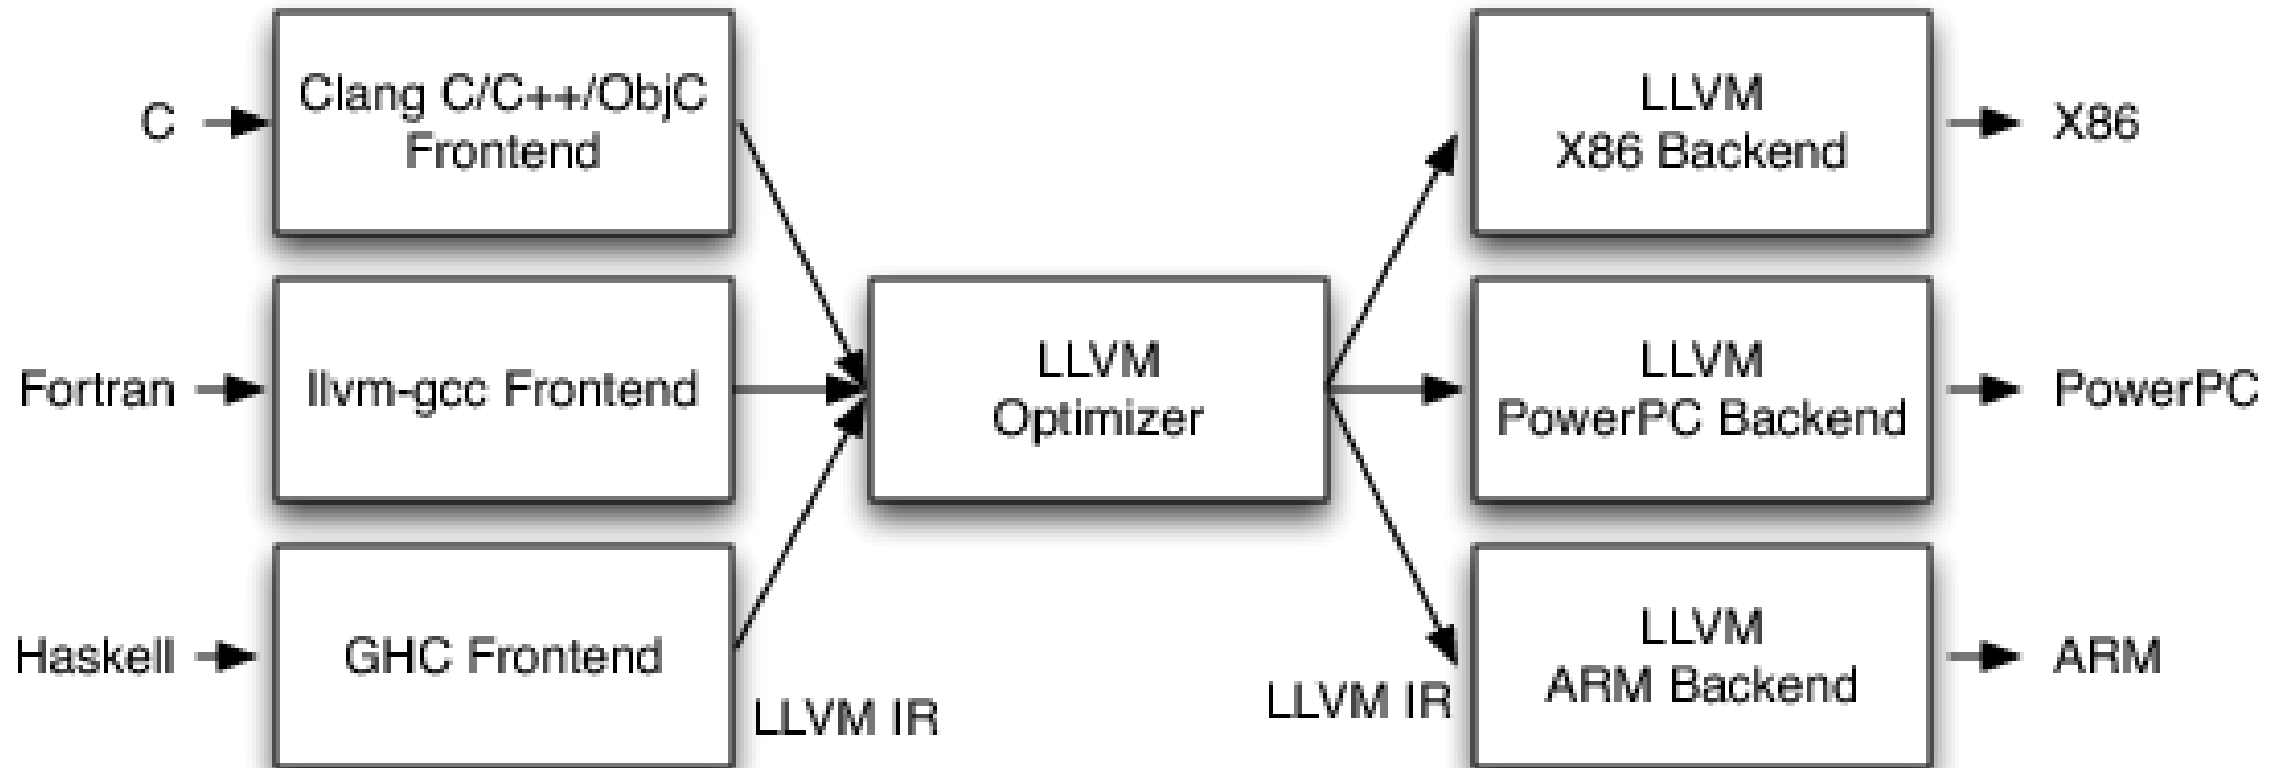 C
Clang C/C++/ObjC
Frontend
LLVM
X86 Backend
X86
Fortran
llvm-gcc Frontend
LLVM
Optimizer
LLVM
PowerPC Backend
PowerPC
Haskell
GHC Frontend
LLVM IR
LLVM IR
LLVM
ARM Backend
ARM